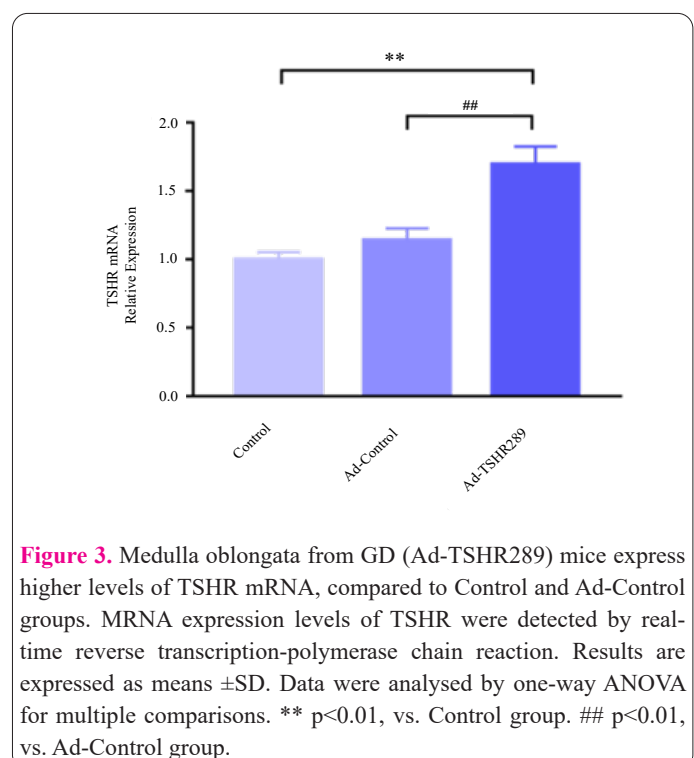 **
##
2.0
1.5
1.0
0.5
0.0
TSHR mRNA
Relative Expression
Control
Ad-Control
Ad-TSHR289
Figure 3. Medulla oblongata from GD (Ad-TSHR289) mice express
higher levels of TSHR mRNA, compared to Control and Ad-Control
groups. MRNA expression levels of TSHR were detected by real-
time reverse transcription-polymerase chain reaction. Results are
expressed as means ±SD. Data were analysed by one-way ANOVA
for multiple comparisons. ** p<0.01, vs. Control group. ## p<0.01,
vs. Ad-Control group.